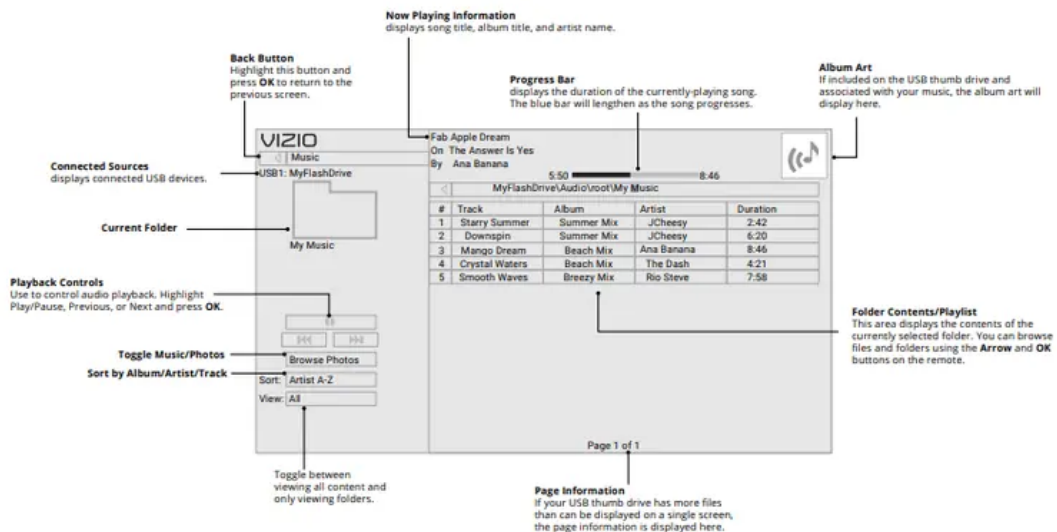 Now Playing Information
displays song title, album title, and artist name.
Back Button
Highlight this button and
press OK to return to the
previous screen.
Progress Bar
displays the duration of the currently-playing song.
The blue bar will lengthen as the song progresses.
Album Art
If included on the USB thumb drive and
associated with your music, the album art will
display here.
Connected Sources
displays connected USB devices.
Current Folder
Playback Controls
Use to control audio playback. Highlight
Play/Pause, Previous, or Next and press OK.
Toggle Music/Photos
Sort by Album/Artist/Track
VIZIO
Music
USB1: MyFlashDrive
My Music
Browse Photos
Sort: Artist A-Z
View: All
Fab Apple Dream
On The Answer Is Yes
By Ana Banana
5:50 8:46
MyFlashDrive\Audio\root\My Music
# Track Album Artist Duration
1 Starry Summer Summer Mix JCheesy 2:42
2 Downspin Summer Mix JCheesy 6:20
3 Mango Dream Beach Mix Ana Banana 8:46
4 Crystal Waters Beach Mix The Dash 4:21
5 Smooth Waves Breezy Mix Rio Steve 7:58
Page 1 of 1
Folder Contents/Playlist
This area displays the contents of the
currently selected folder. You can browse
files and folders using the Arrow and OK
buttons on the remote.
Toggle between
viewing all content and
only viewing folders.
Page Information
If your USB thumb drive has more files
than can be displayed on a single screen,
the page information is displayed here.